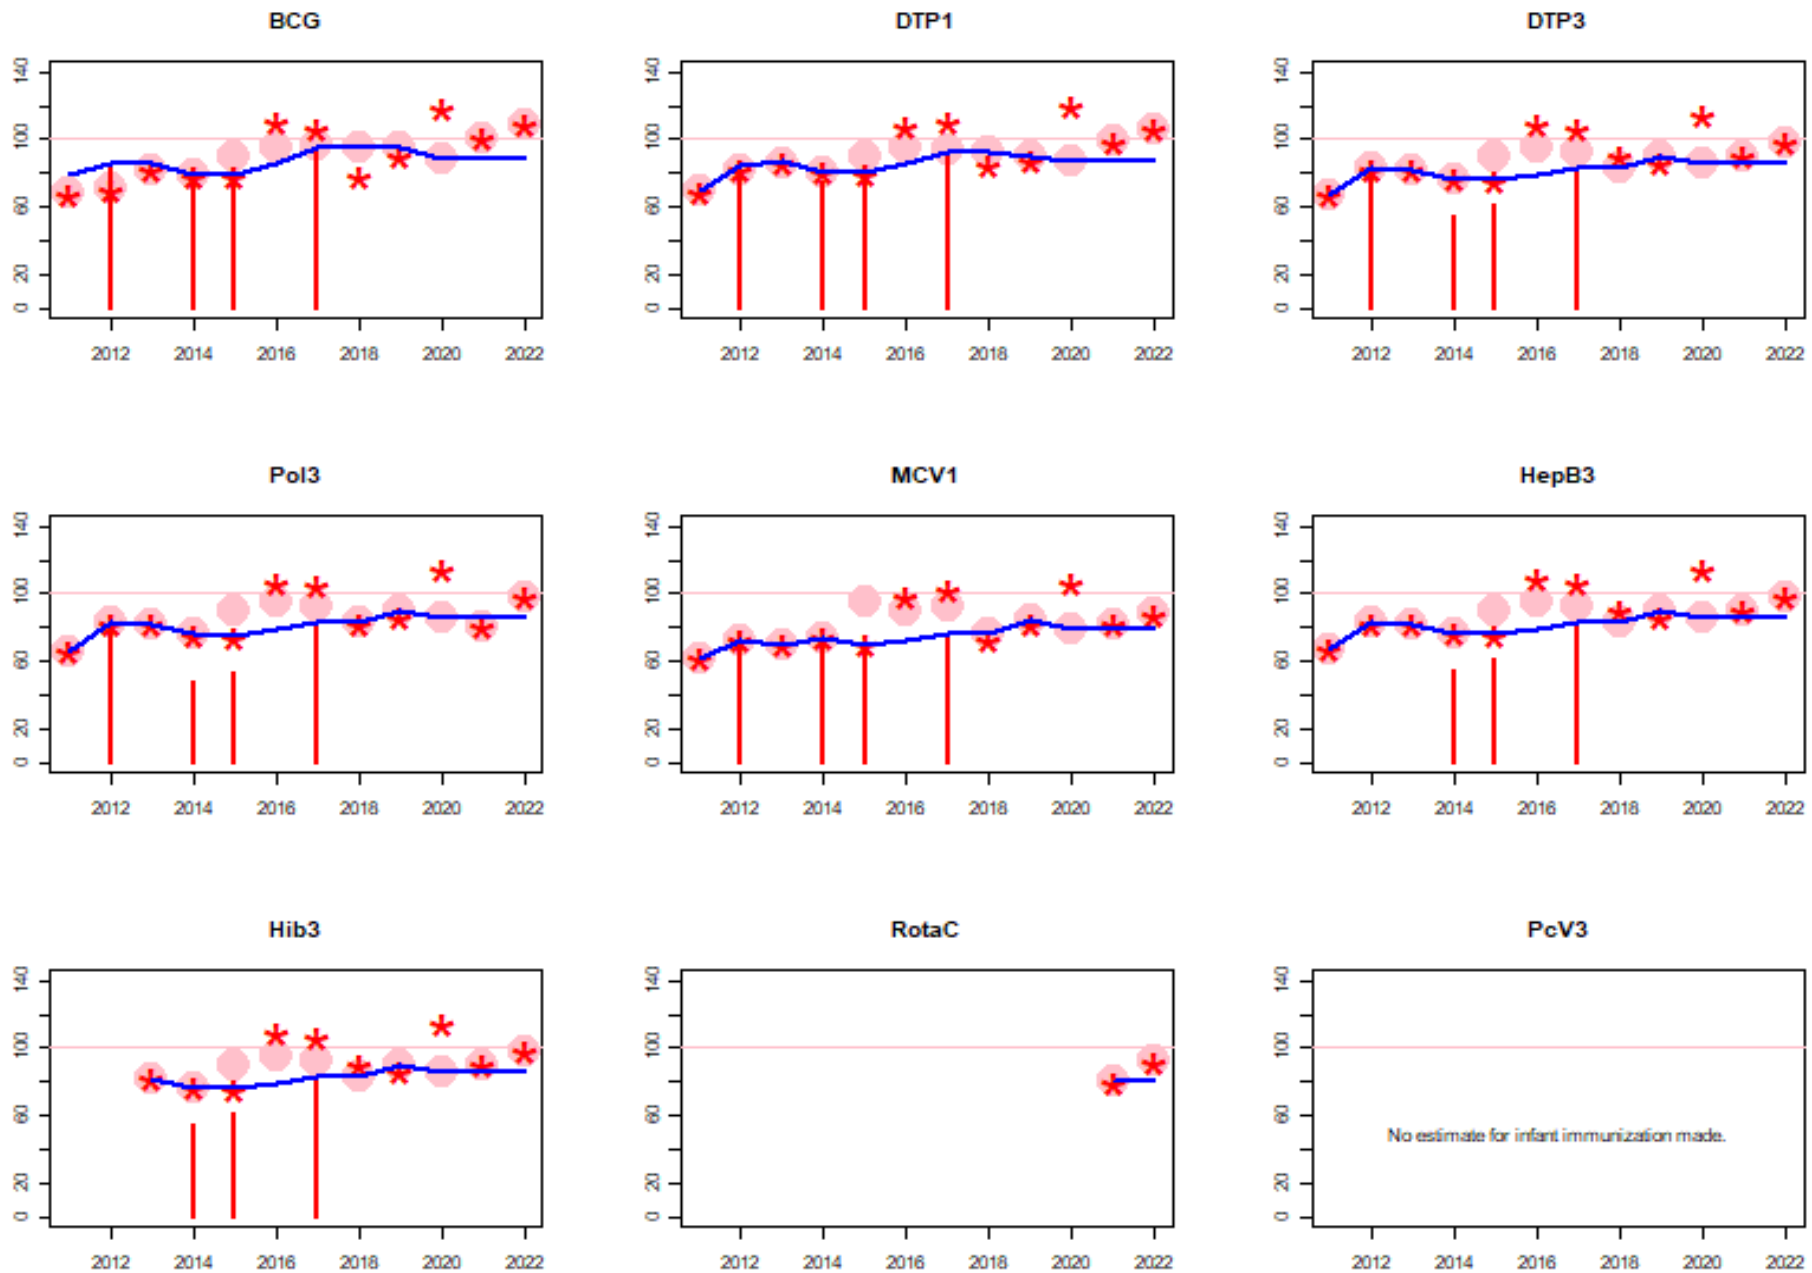 BCG DTP1 DTP3
140 140 140
100 100 100
60 60 60
20 20 20
0 0 0
2012 2014 2016 2018 2020 2022 2012 2014 2016 2018 2020 2022 2012 2014 2016 2018 2020 2022
Pol3 MCV1 HepB3
140 140 140
100 100 100
60 60 60
20 20 20
0 0 0
2012 2014 2016 2018 2020 2022 2012 2014 2016 2018 2020 2022 2012 2014 2016 2018 2020 2022
Hib3 RotaC PcV3
140 140 140
100 100 100
60 60 60
No estimate for infant immunization made.
20 20 20
0 0 0
2012 2014 2016 2018 2020 2022 2012 2014 2016 2018 2020 2022 2012 2014 2016 2018 2020 2022